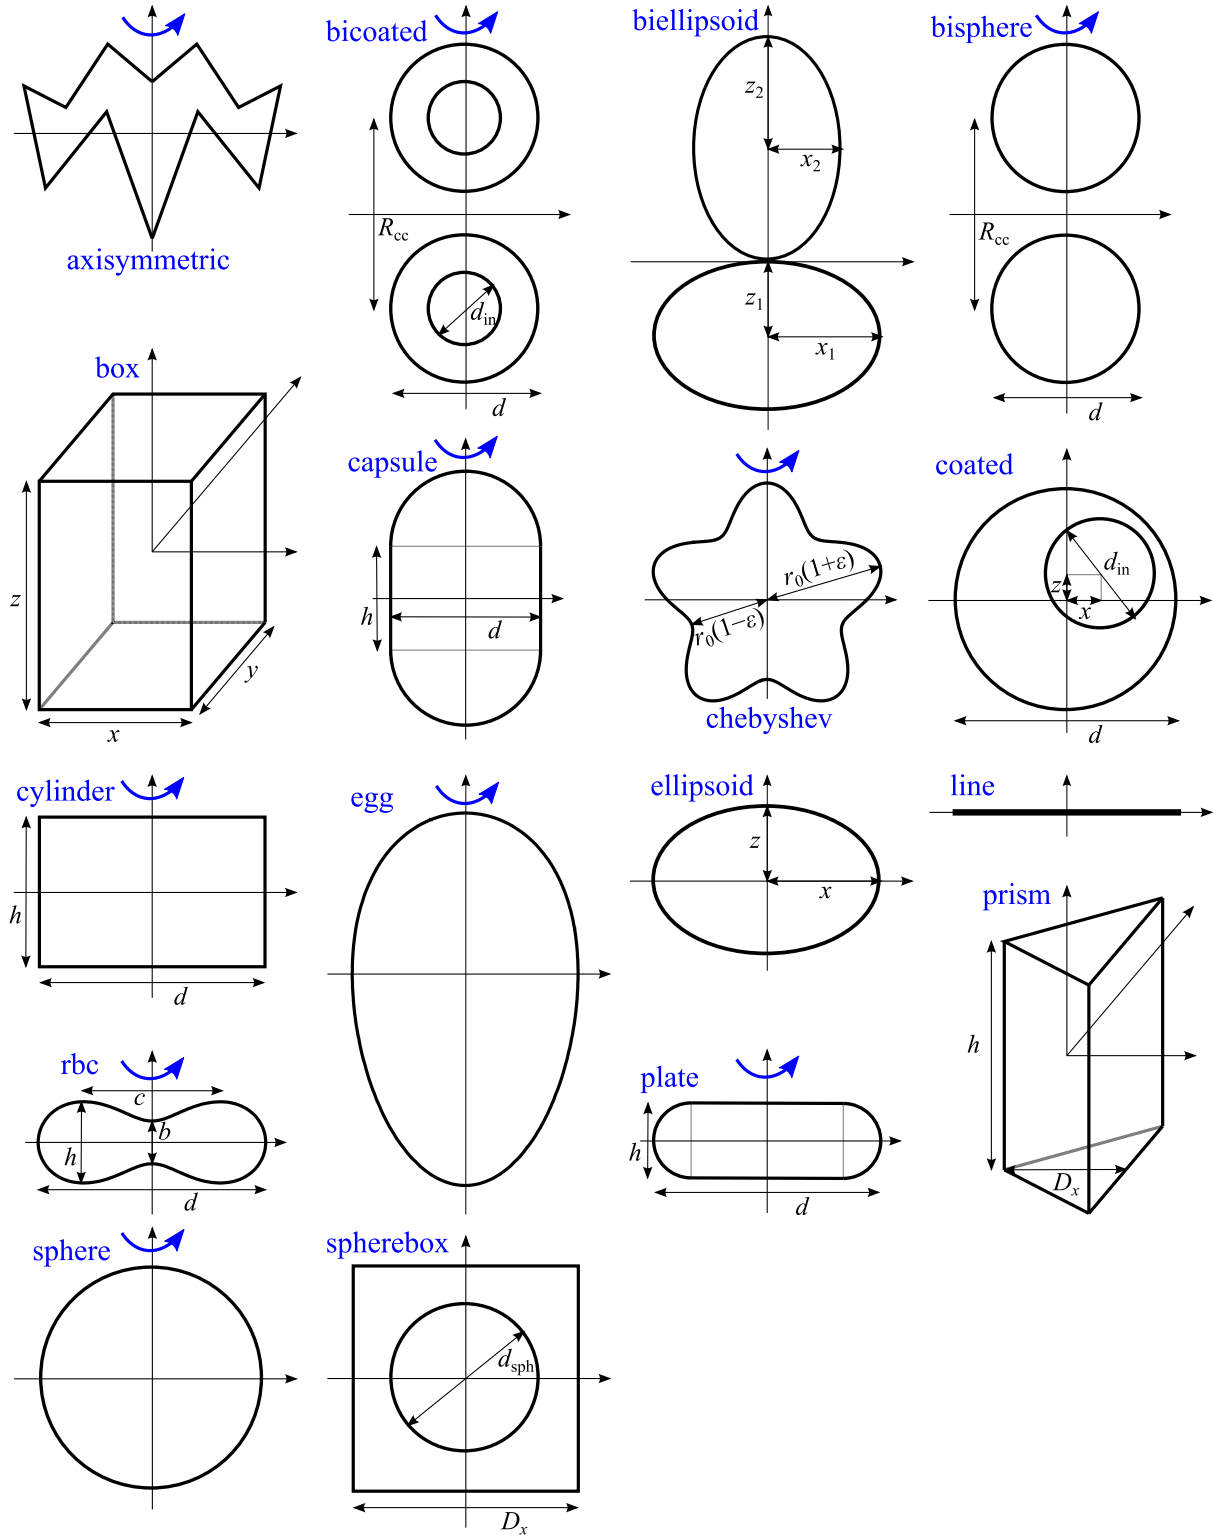 axisymmetric
bicoated
R_cc
d_in
d
biellipsoid
z_2
x_2
z_1
x_1
bisphere
R_cc
d
box
z
y
x
capsule
h
d
chebyshev
r_0(1+ε)
r_0(1−ε)
coated
d_in
z
x
d
cylinder
h
d
egg
ellipsoid
z
x
line
prism
h
D_x
rbc
c
b
h
d
plate
h
d
sphere
spherebox
d_sph
D_x